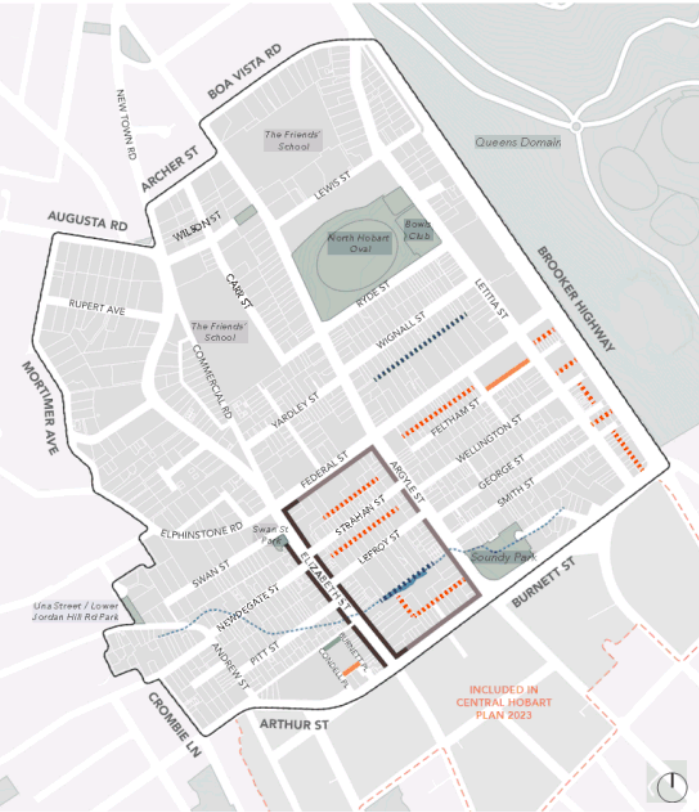 BOA VISTA RD
NEW TOWN RD
The Friends'
School
Queens Domain
ARCHER ST
LEWIS ST
AUGUSTA RD
WILSON ST
North Hobart
Oval
Bowls
Club
BROOKER HIGHWAY
CARR ST
RYDE ST
LETITIA ST
RUPERT AVE
The Friends'
School
WIGNALL ST
COMMERCIAL RD
MORTIMER AVE
YARDLEY ST
FELTHAM ST
WELLINGTON ST
FEDERAL ST
ARGYLE ST
GEORGE ST
SMITH ST
STRAHAN ST
ELPHINSTONE RD
Swan St
Park
LEFROY ST
Soundy Park
ELIZABETH ST
SWAN ST
BURNETT ST
Una Street / Lower
Jordan Hill Rd Park
NEWDEGATE ST
PITT ST
BURNETT PL
CONDELL PL
ANDREW ST
CROMBIE LN
ARTHUR ST
INCLUDED IN
CENTRAL HOBART
PLAN 2023